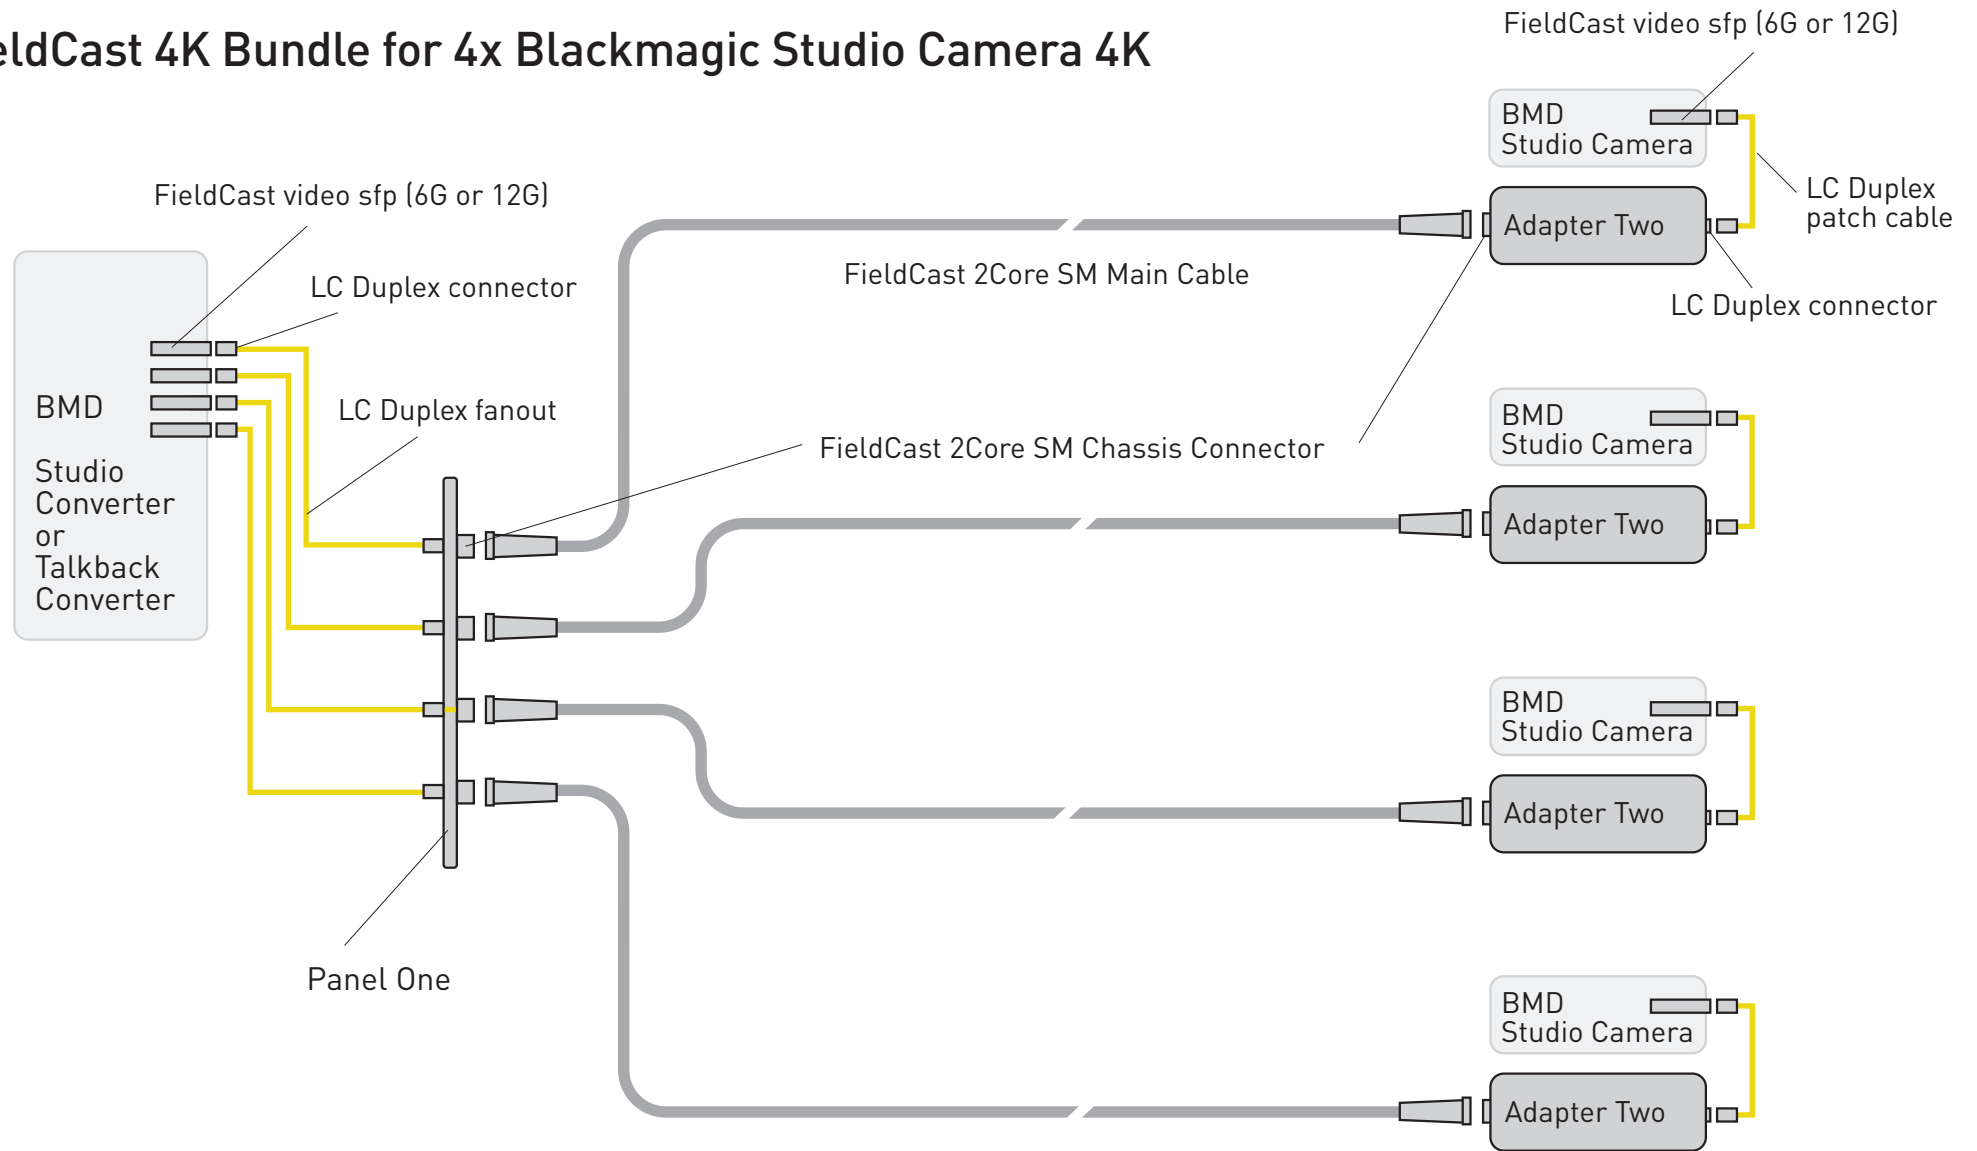 eldCast 4K Bundle for 4x Blackmagic Studio Camera 4K
FieldCast video sfp (6G or 12G)
BMD
Studio Camera
FieldCast video sfp (6G or 12G)
LC Duplex
patch cable
Adapter Two
LC Duplex connector
FieldCast 2Core SM Main Cable
LC Duplex connector
BMD
Studio
Converter
or
Talkback
Converter
LC Duplex fanout
FieldCast 2Core SM Chassis Connector
BMD
Studio Camera
Adapter Two
BMD
Studio Camera
Adapter Two
Panel One
BMD
Studio Camera
Adapter Two